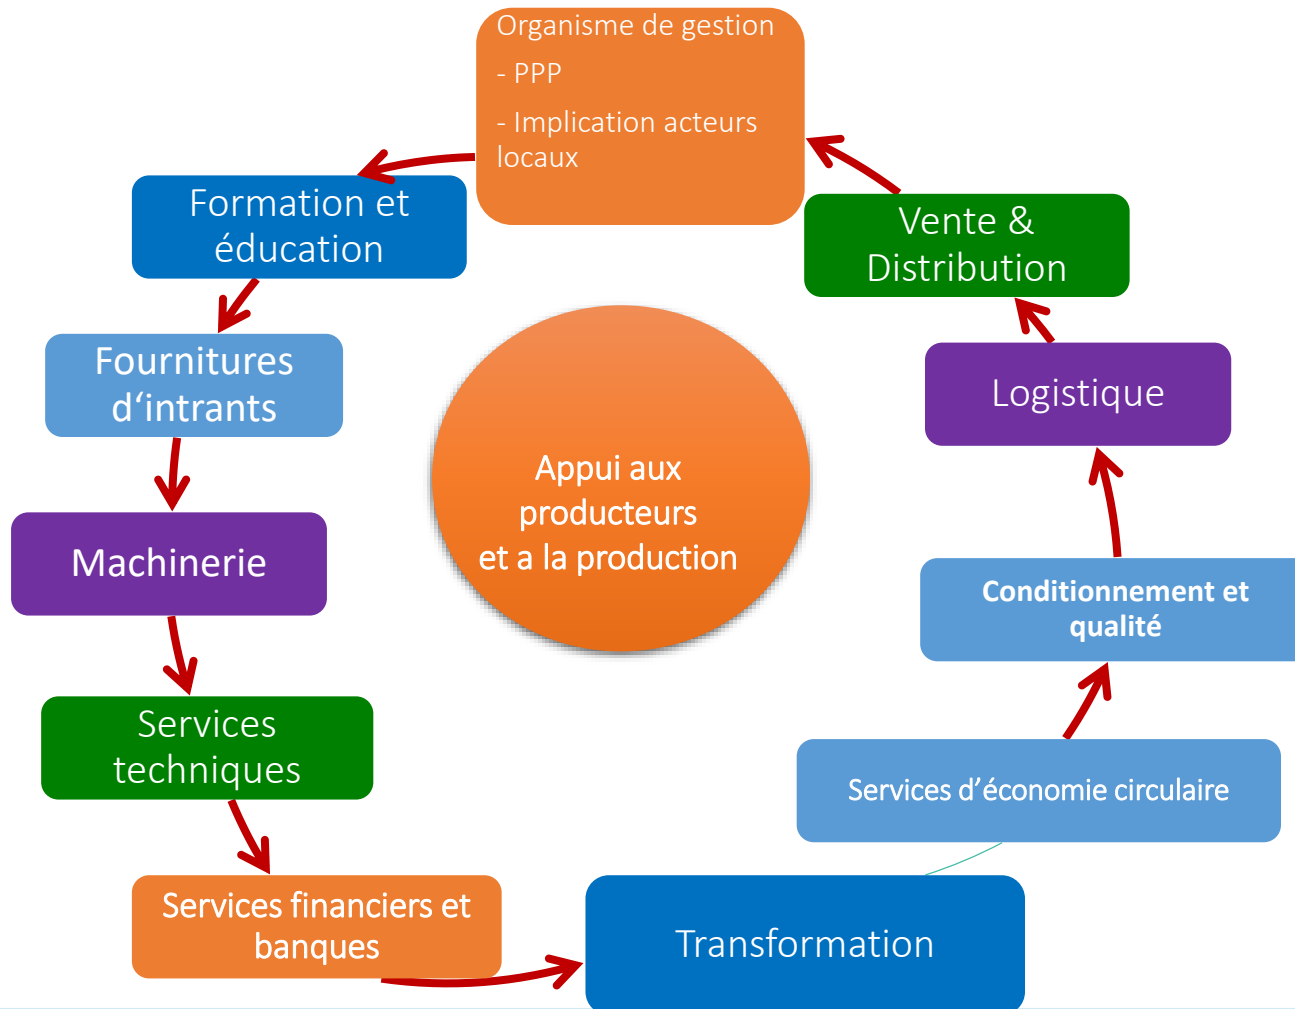 Organisme de gestion
- PPP
- Implication acteurs
locaux
Formation et
éducation
Fournitures
d‘intrants
Machinerie
Services
techniques
Services financiers et
banques
Transformation
Services d’économie circulaire
Conditionnement et
qualité
Logistique
Vente &
Distribution
Appui aux
producteurs
et a la production